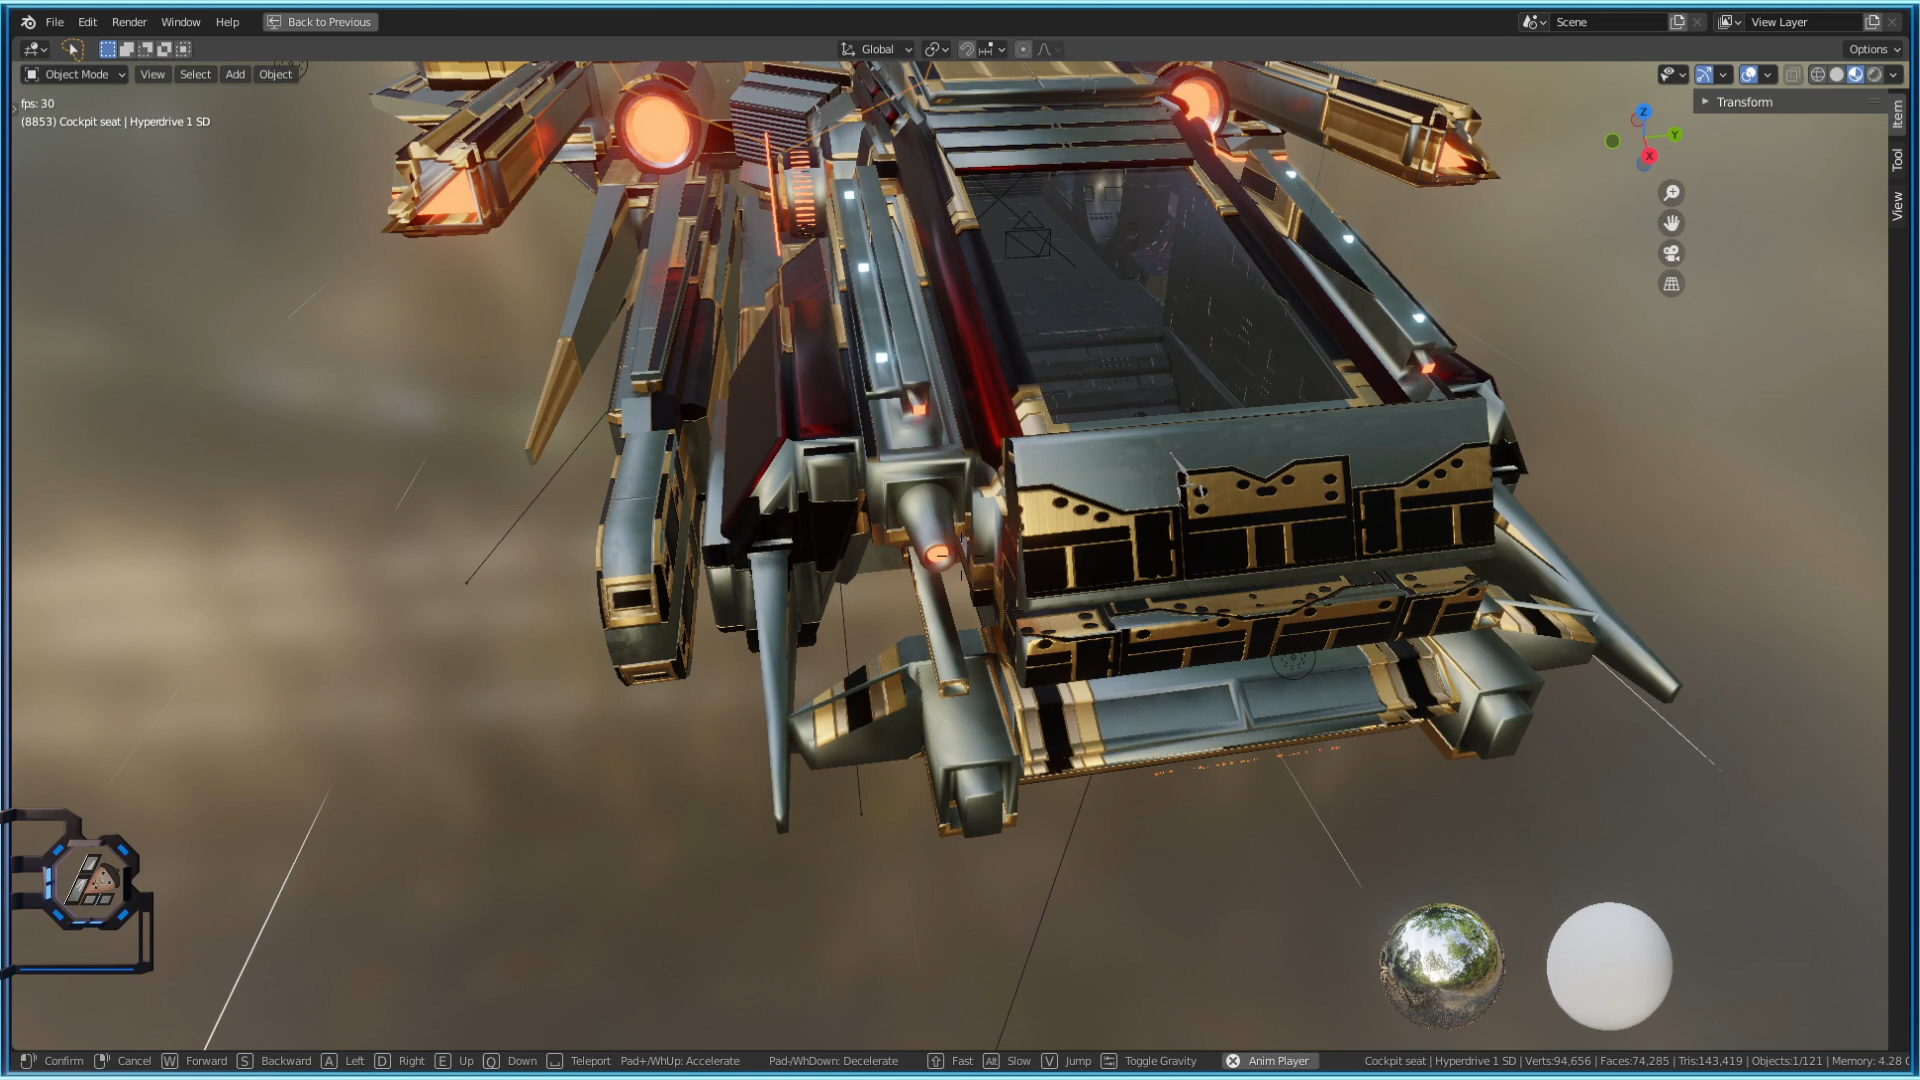 File Edit Render Window Help Back to Previous Scene View Layer
Global Options
Object Mode View Select Add Object
fps: 30
(8853) Cockpit seat | Hyperdrive 1 SD
Transform
Item
Tool
View
Z
Y
X
Confirm Cancel W Forward S Backward A Left D Right E Up Q Down Teleport Pad+/WhUp: Accelerate Pad-/WhDown: Decelerate Fast Alt Slow V Jump Toggle Gravity Anim Player Cockpit seat | Hyperdrive 1 SD | Verts:94,656 | Faces:74,285 | Tris:143,419 | Objects:1/121 | Memory: 4.28